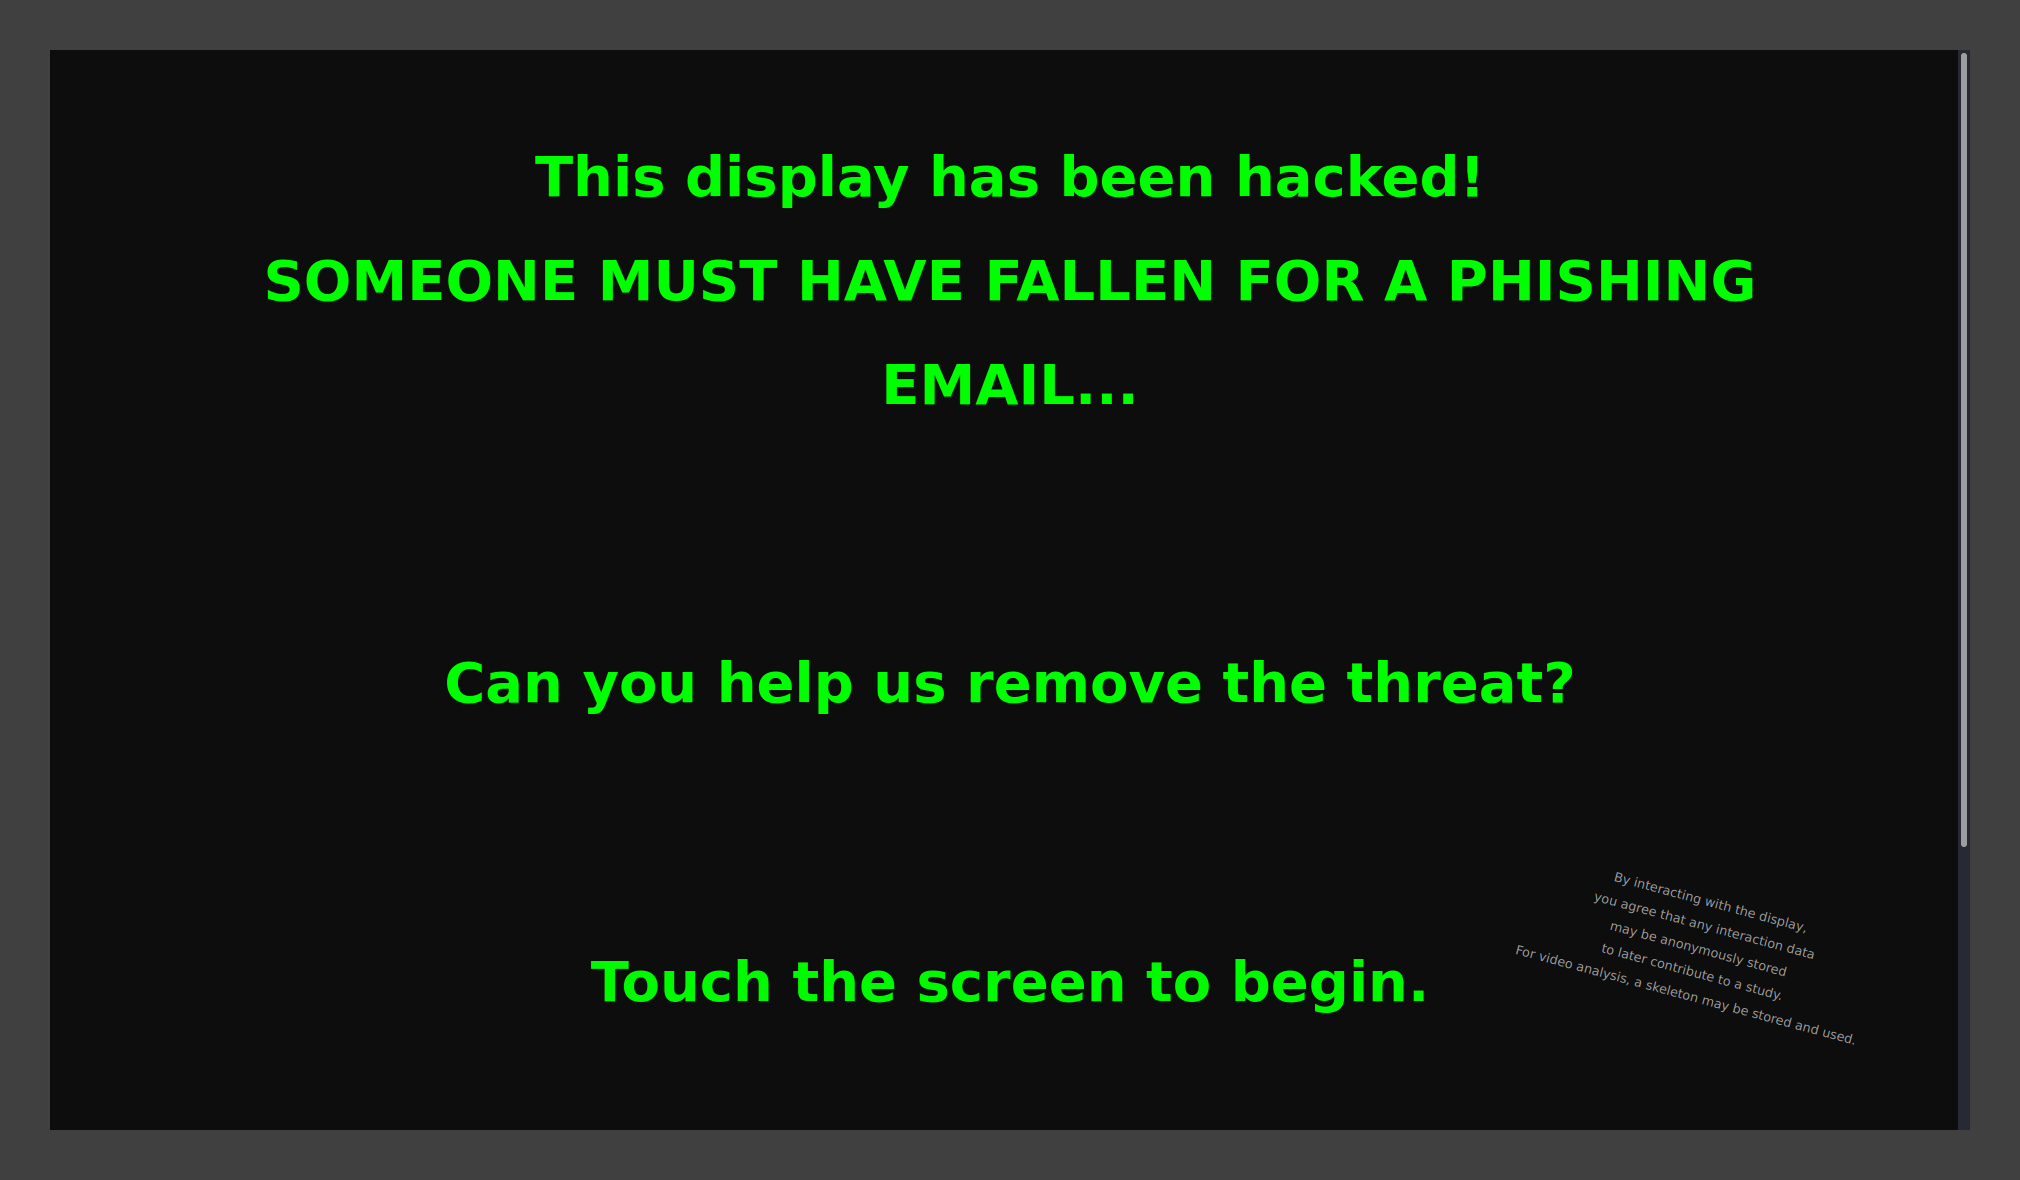 This display has been hacked!
SOMEONE MUST HAVE FALLEN FOR A PHISHING
EMAIL...
Can you help us remove the threat?
Touch the screen to begin.
By interacting with the display,
you agree that any interaction data
may be anonymously stored
to later contribute to a study.
For video analysis, a skeleton may be stored and used.